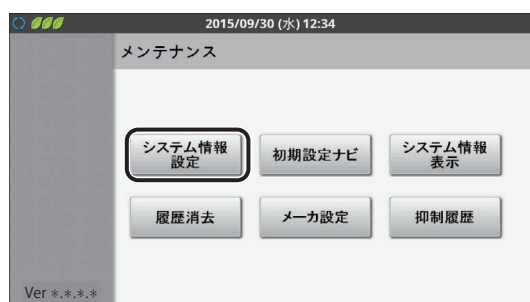 2015/09/30 (水) 12:34
メンテナンス
システム情報
設定
初期設定ナビ
システム情報
表示
履歴消去
メーカ設定
抑制履歴
Ver *.*.*.*